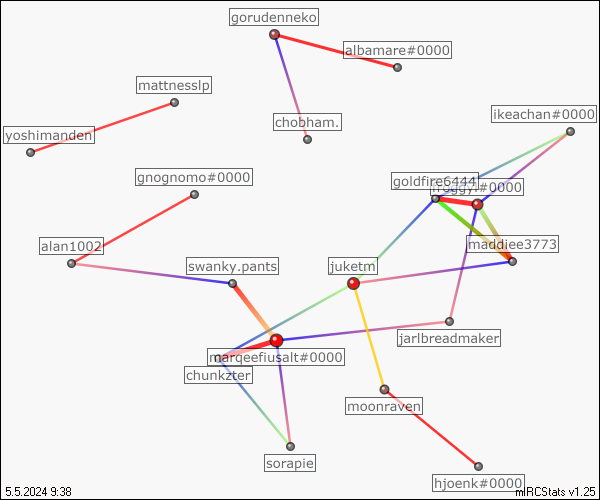 gorudenneko
albamare#0000
mattnesslp
ikeachan#0000
chobham.
yoshimanden
gnognomo#0000
goldfire6444
#0000
maddiee3773
alan1002
swanky.pants
juketm
jarlbreadmaker
marqeefiusalt#0000
chunkzter
moonraven
sorapie
hjoenk#0000
5.5.2024 9:38
mIRCStats v1.25